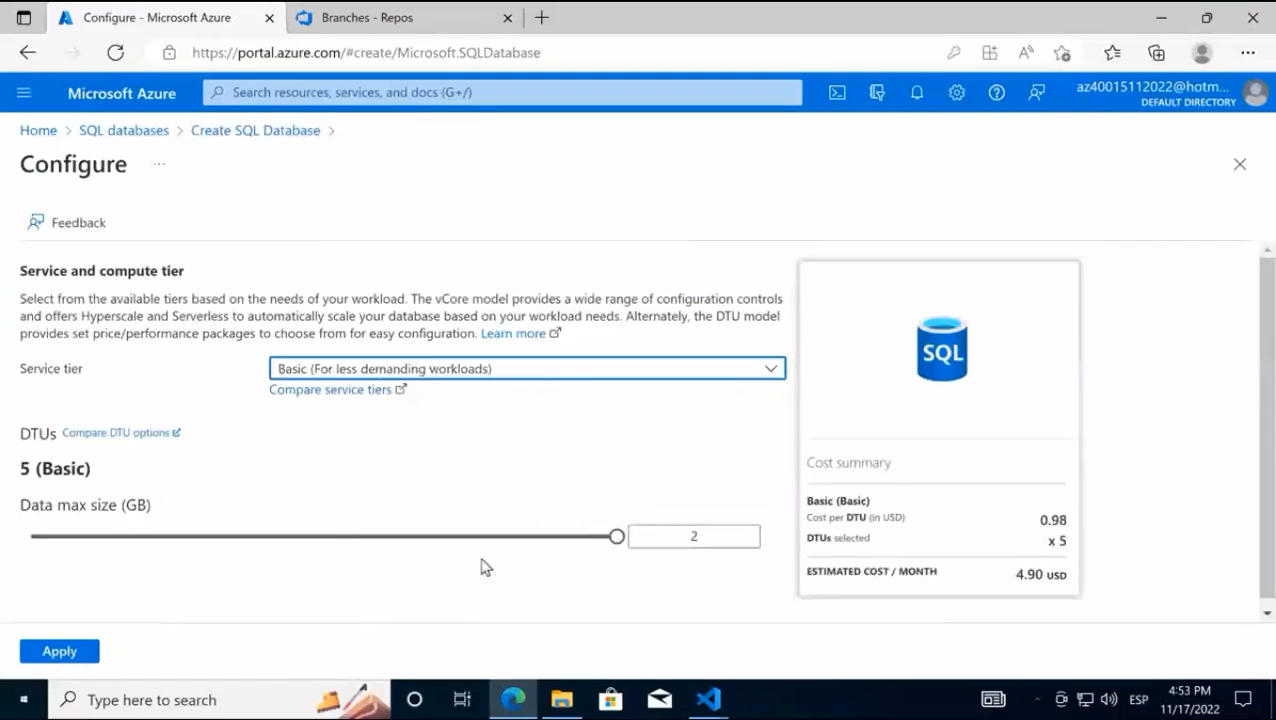 Configure - Microsoft Azure
Branches - Repos
https://portal.azure.com/#create/Microsoft.SQLDatabase
Microsoft Azure
Search resources, services, and docs (G+/)
az40015112022@hotm...
DEFAULT DIRECTORY
Home > SQL databases > Create SQL Database >
Configure ...
Feedback
Service and compute tier
Select from the available tiers based on the needs of your workload. The vCore model provides a wide range of configuration controls
and offers Hyperscale and Serverless to automatically scale your database based on your workload needs. Alternately, the DTU model
provides set price/performance packages to choose from for easy configuration. Learn more
Service tier
Basic (For less demanding workloads)
Compare service tiers
DTUs Compare DTU options
5 (Basic)
Data max size (GB)
2
SQL
Cost summary
Basic (Basic)
Cost per DTU (in USD) 0.98
DTUs selected x 5
ESTIMATED COST / MONTH 4.90 USD
Apply
Type here to search
ESP
4:53 PM
11/17/2022